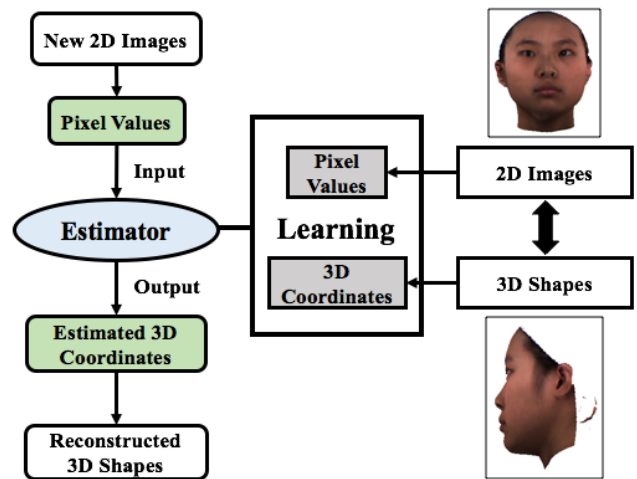 New 2D Images
Pixel Values
Input
Estimator
Output
Estimated 3D
Coordinates
Reconstructed
3D Shapes
Pixel
Values
Learning
3D
Coordinates
2D Images
3D Shapes